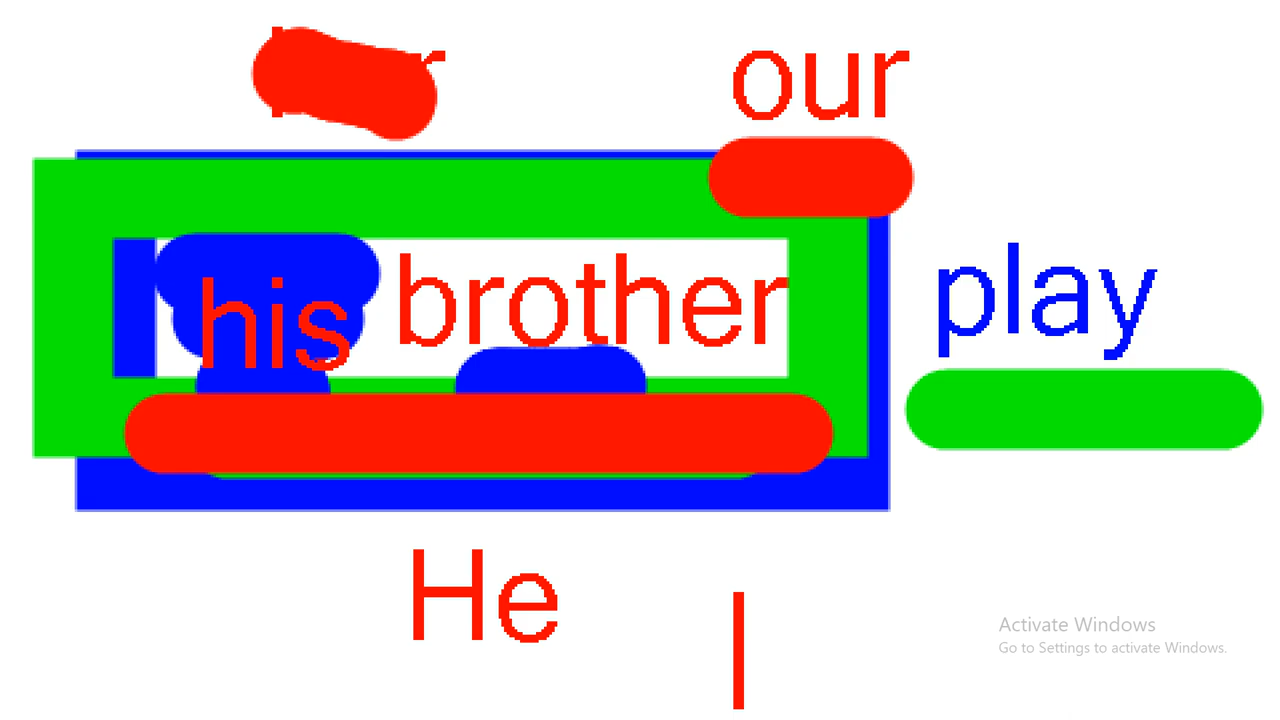 our
his brother play
He
I
Activate Windows
Go to Settings to activate Windows.